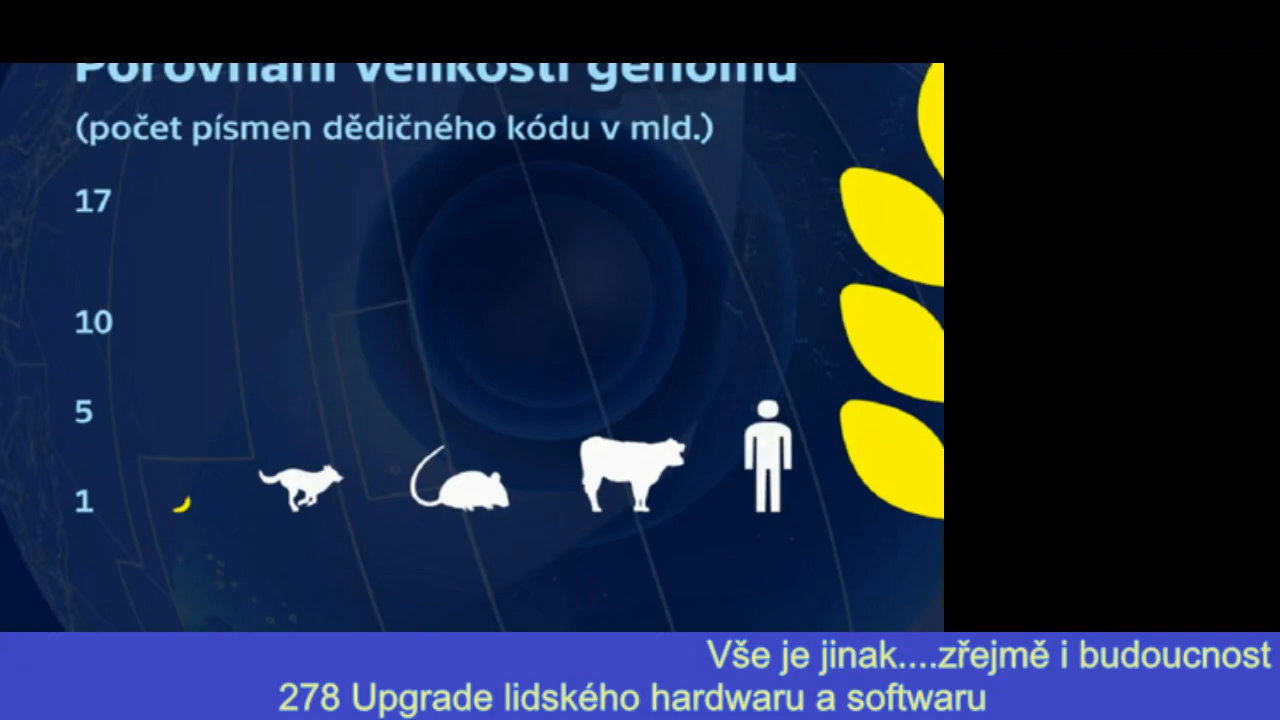 Porovnání velikosti genomu
(počet písmen dědičného kódu v mld.)
17
10
5
1
Vše je jinak....zřejmě i budoucnost
278 Upgrade lidského hardwaru a softwaru